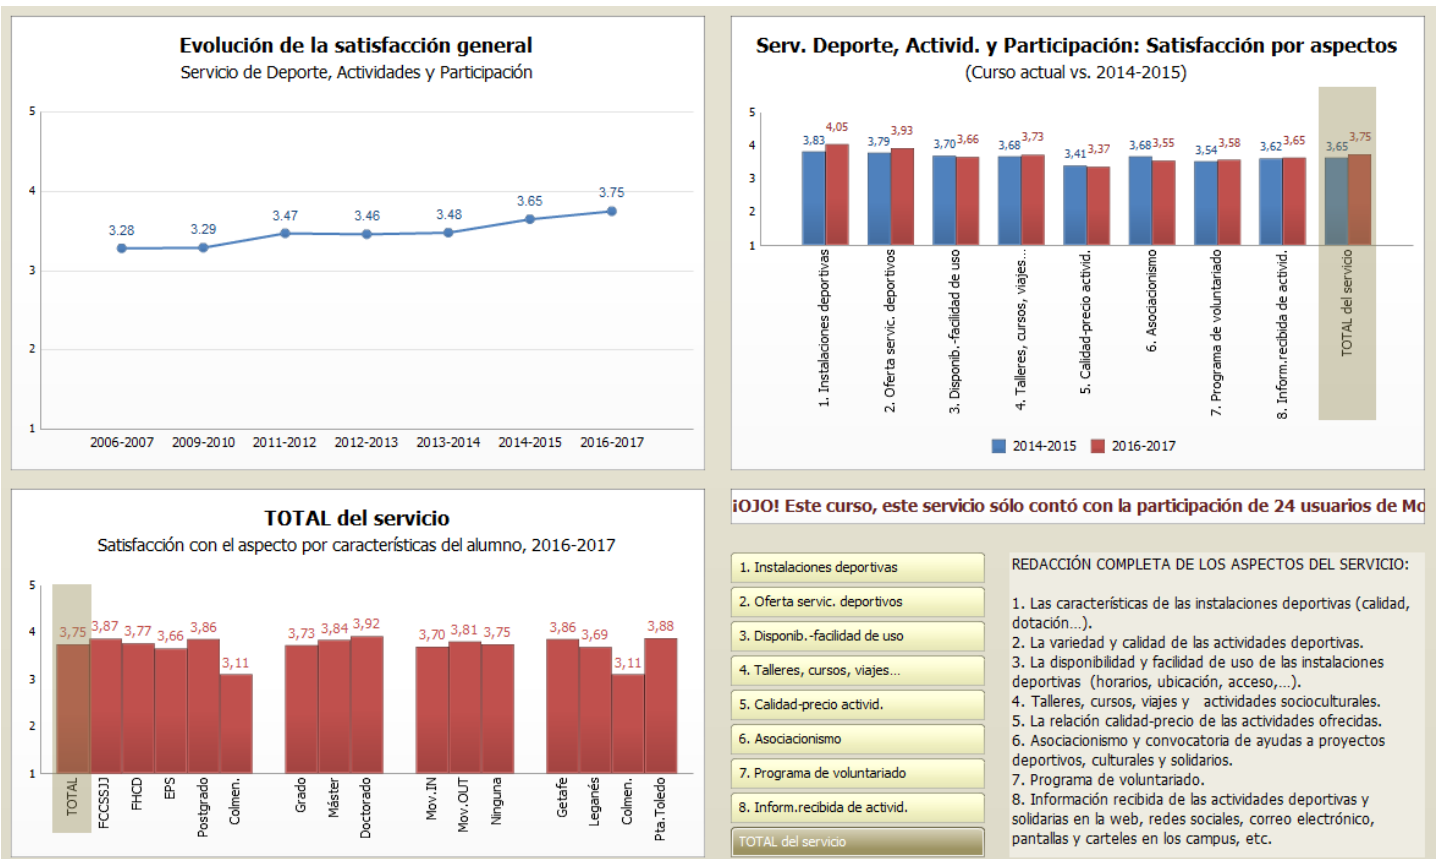 Evolución de la satisfacción general
Servicio de Deporte, Actividades y Participación
5
4
3
2
1
3.28
3.29
3.47
3.46
3.48
3.65
3.75
2006-2007
2009-2010
2011-2012
2012-2013
2013-2014
2014-2015
2016-2017
Serv. Deporte, Activid. y Participación: Satisfacción por aspectos
(Curso actual vs. 2014-2015)
5
4
3
2
1
3,83
4,05
3,79
3,93
3,70
3,66
3,68
3,73
3,41
3,37
3,68
3,55
3,54
3,58
3,62
3,65
3,65
3,75
1. Instalaciones deportivas
2. Oferta servic. deportivos
3. Disponib.-facilidad de uso
4. Talleres, cursos, viajes...
5. Calidad-precio activid.
6. Asociacionismo
7. Programa de voluntariado
8. Inform.recibida de activid.
TOTAL del servicio
2014-2015
2016-2017
TOTAL del servicio
Satisfacción con el aspecto por características del alumno, 2016-2017
5
4
3
2
1
3,75
3,87
3,77
3,66
3,86
3,11
3,73
3,84
3,92
3,70
3,81
3,75
3,86
3,69
3,11
3,88
TOTAL
FCCSSJJ
FHCD
EPS
Postgrado
Colmen.
Grado
Máster
Doctorado
Mov.IN
Mov.OUT
Ninguna
Getafe
Leganés
Colmen.
Pta.Toledo
¡OJO! Este curso, este servicio sólo contó con la participación de 24 usuarios de Mo
1. Instalaciones deportivas
2. Oferta servic. deportivos
3. Disponib.-facilidad de uso
4. Talleres, cursos, viajes...
5. Calidad-precio activid.
6. Asociacionismo
7. Programa de voluntariado
8. Inform.recibida de activid.
TOTAL del servicio
REDACCIÓN COMPLETA DE LOS ASPECTOS DEL SERVICIO:
1. Las características de las instalaciones deportivas (calidad,
dotación...).
2. La variedad y calidad de las actividades deportivas.
3. La disponibilidad y facilidad de uso de las instalaciones
deportivas (horarios, ubicación, acceso,...).
4. Talleres, cursos, viajes y actividades socioculturales.
5. La relación calidad-precio de las actividades ofrecidas.
6. Asociacionismo y convocatoria de ayudas a proyectos
deportivos, culturales y solidarios.
7. Programa de voluntariado.
8. Información recibida de las actividades deportivas y
solidarias en la web, redes sociales, correo electrónico,
pantallas y carteles en los campus, etc.